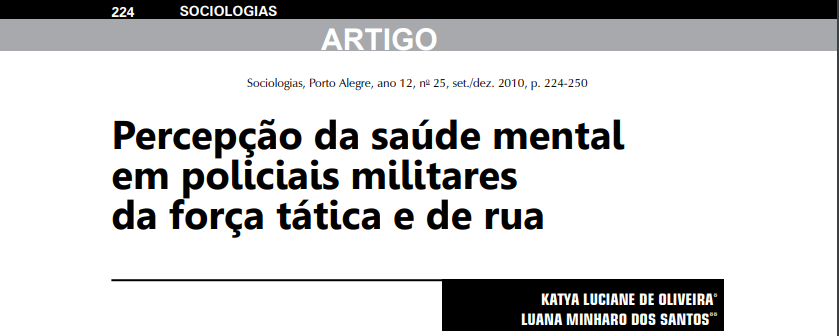 224 SOCIOLOGIAS
ARTIGO
Sociologias, Porto Alegre, ano 12, nº 25, set./dez. 2010, p. 224-250
Percepção da saúde mental
em policiais militares
da força tática e de rua
KATYA LUCIANE DE OLIVEIRA*
LUANA MINHARO DOS SANTOS**